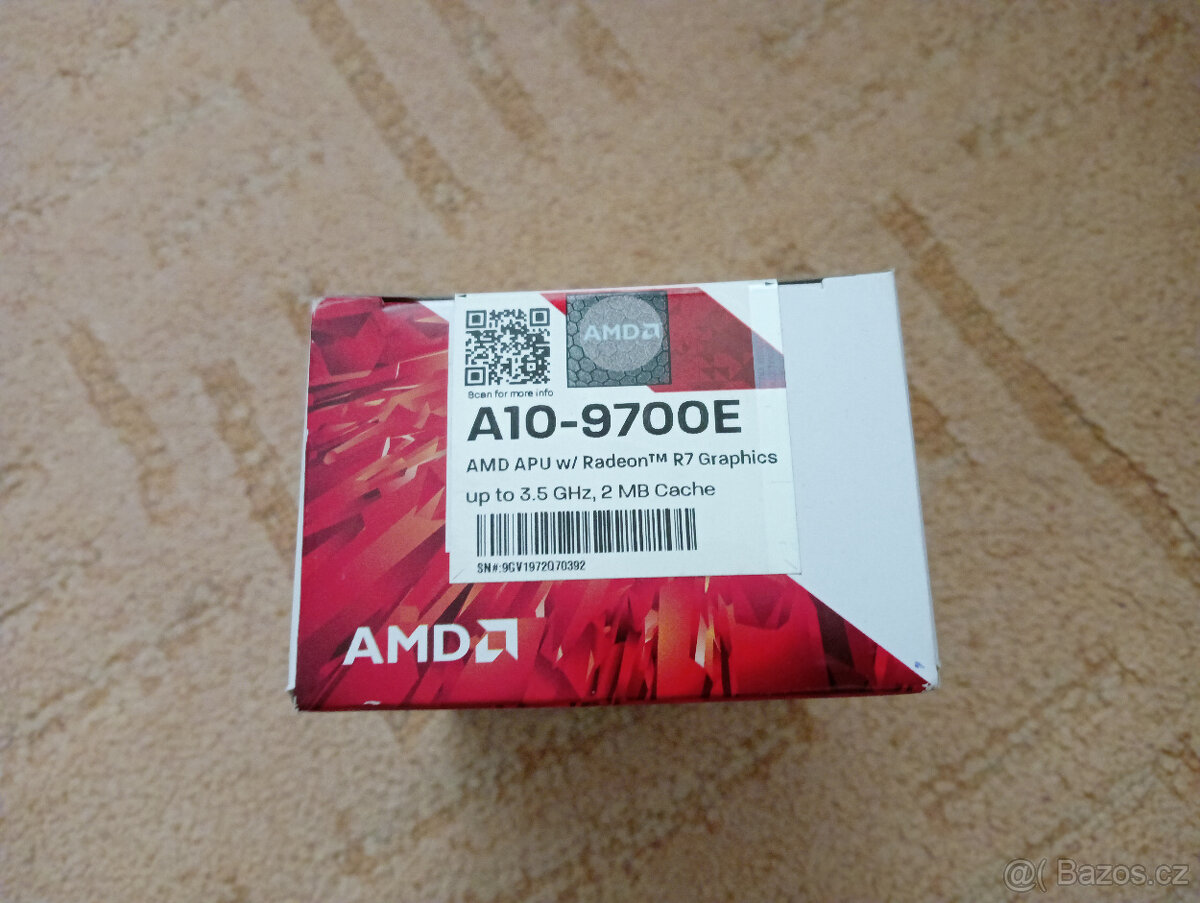 AMD
Scan for more info
A10-9700E
AMD APU w/ Radeon™ R7 Graphics
up to 3.5 GHz, 2 MB Cache
SN#:9GV1972Q70392
AMD
@( Bazos.cz